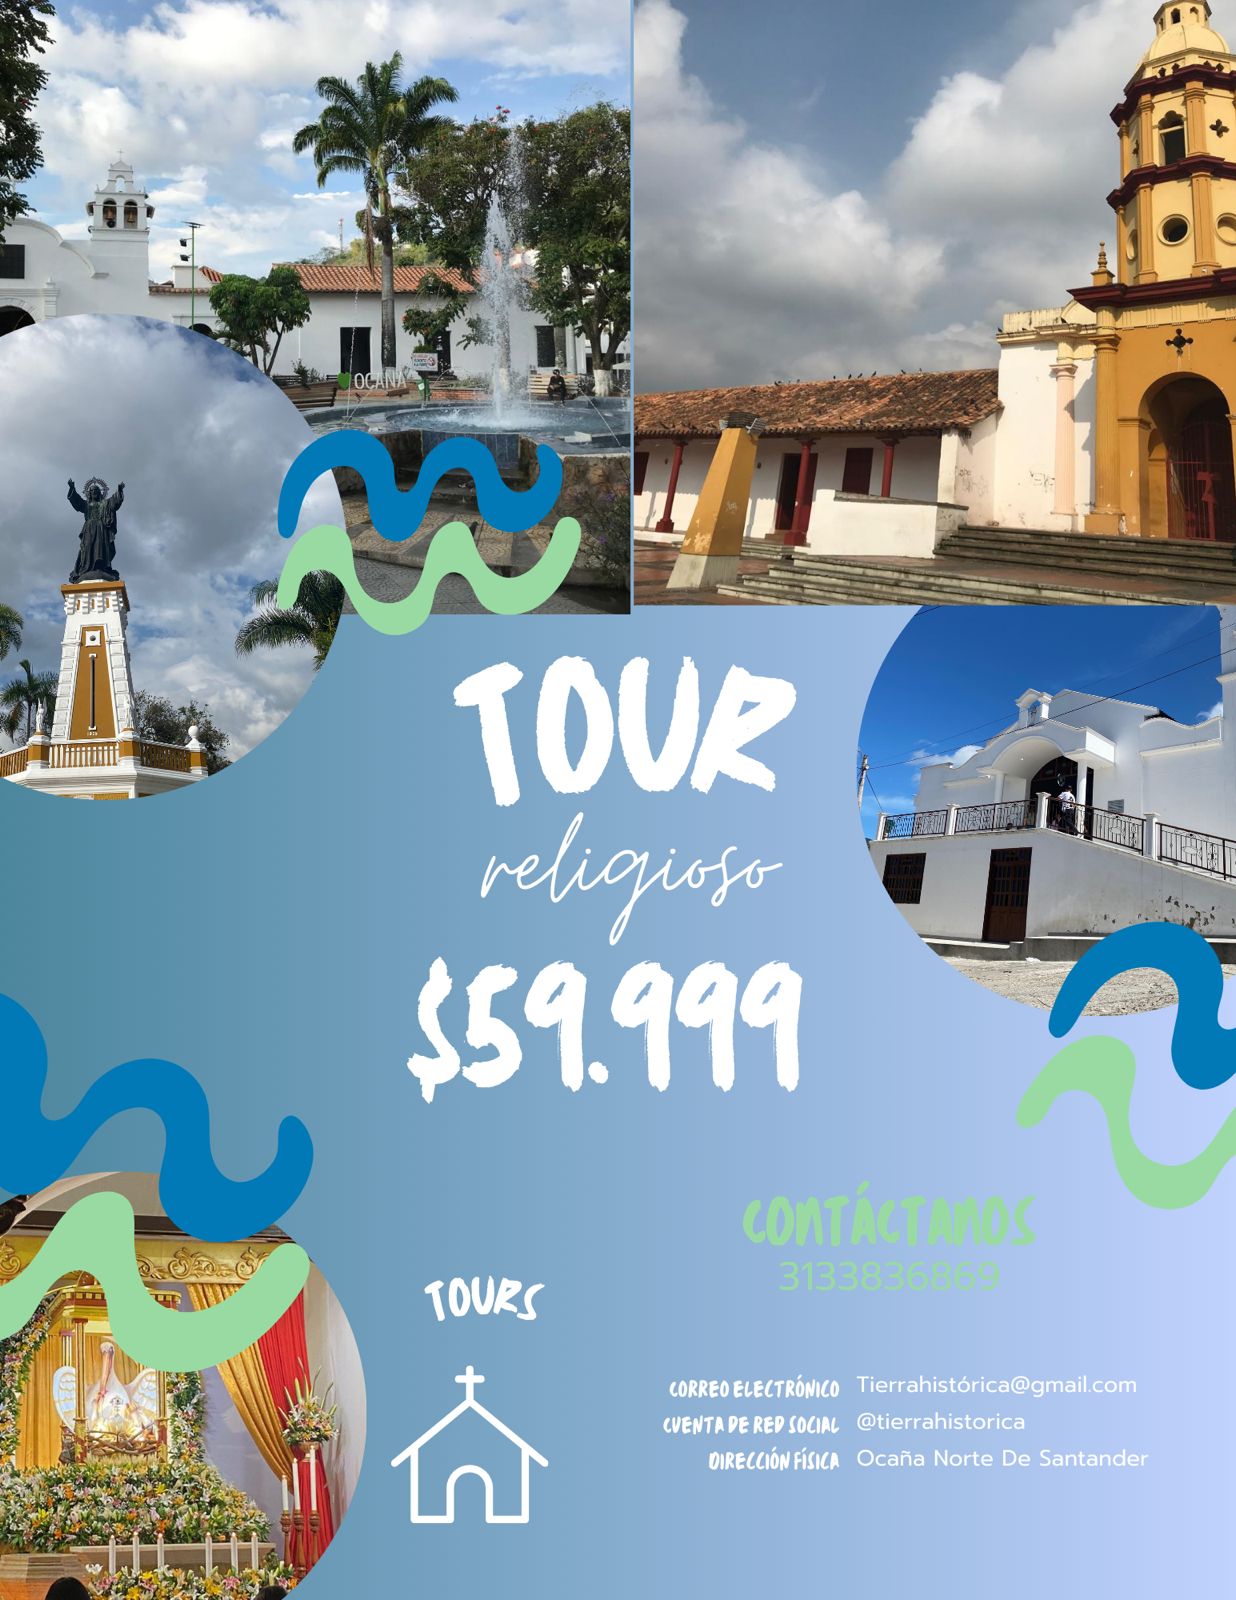 OCAÑA
TOUR
religioso
$59.999
CONTÁCTANOS
3133836869
TOURS
CORREO ELECTRÓNICO Tierrahistórica@gmail.com
CUENTA DE RED SOCIAL @tierrahistorica
DIRECCIÓN FÍSICA Ocaña Norte De Santander